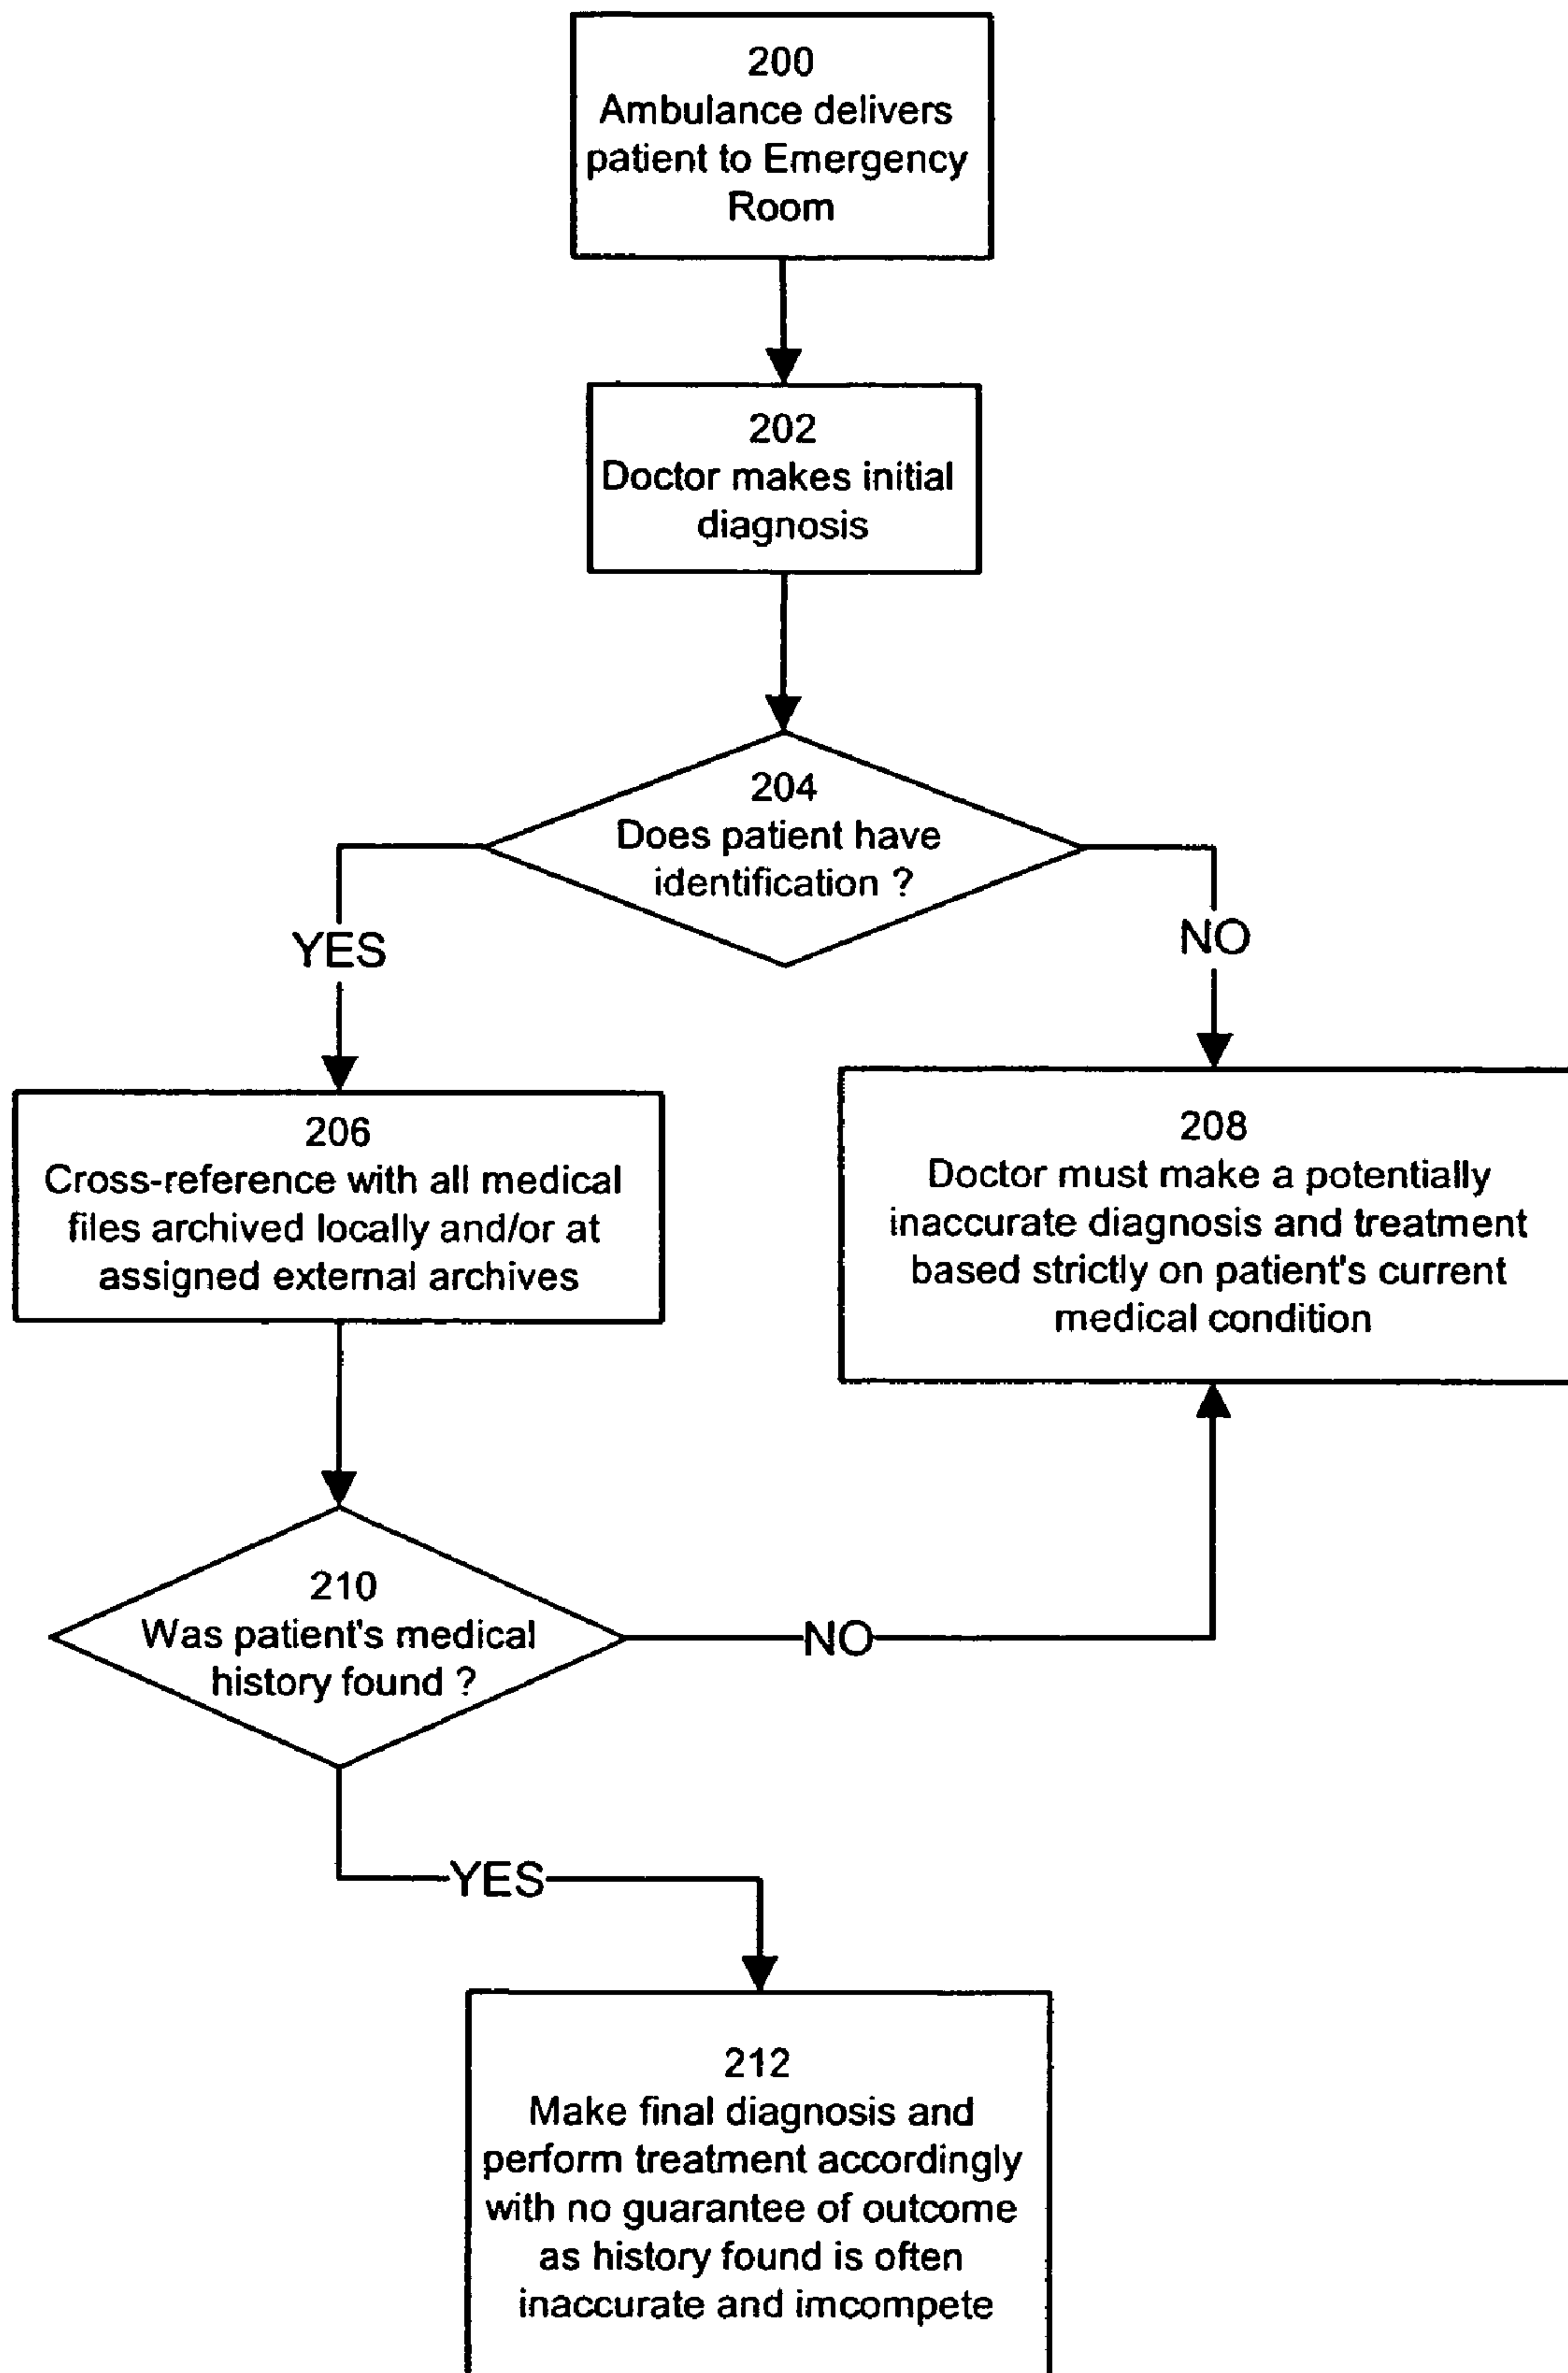 200
Ambulance delivers
patient to Emergency
Room
202
Doctor makes initial
diagnosis
204
Does patient have
identification ?
YES
NO
206
Cross-reference with all medical
files archived locally and/or at
assigned external archives
208
Doctor must make a potentially
inaccurate diagnosis and treatment
based strictly on patient's current
medical condition
210
Was patient's medical
history found ?
NO
YES
212
Make final diagnosis and
perform treatment accordingly
with no guarantee of outcome
as history found is often
inaccurate and imcompete